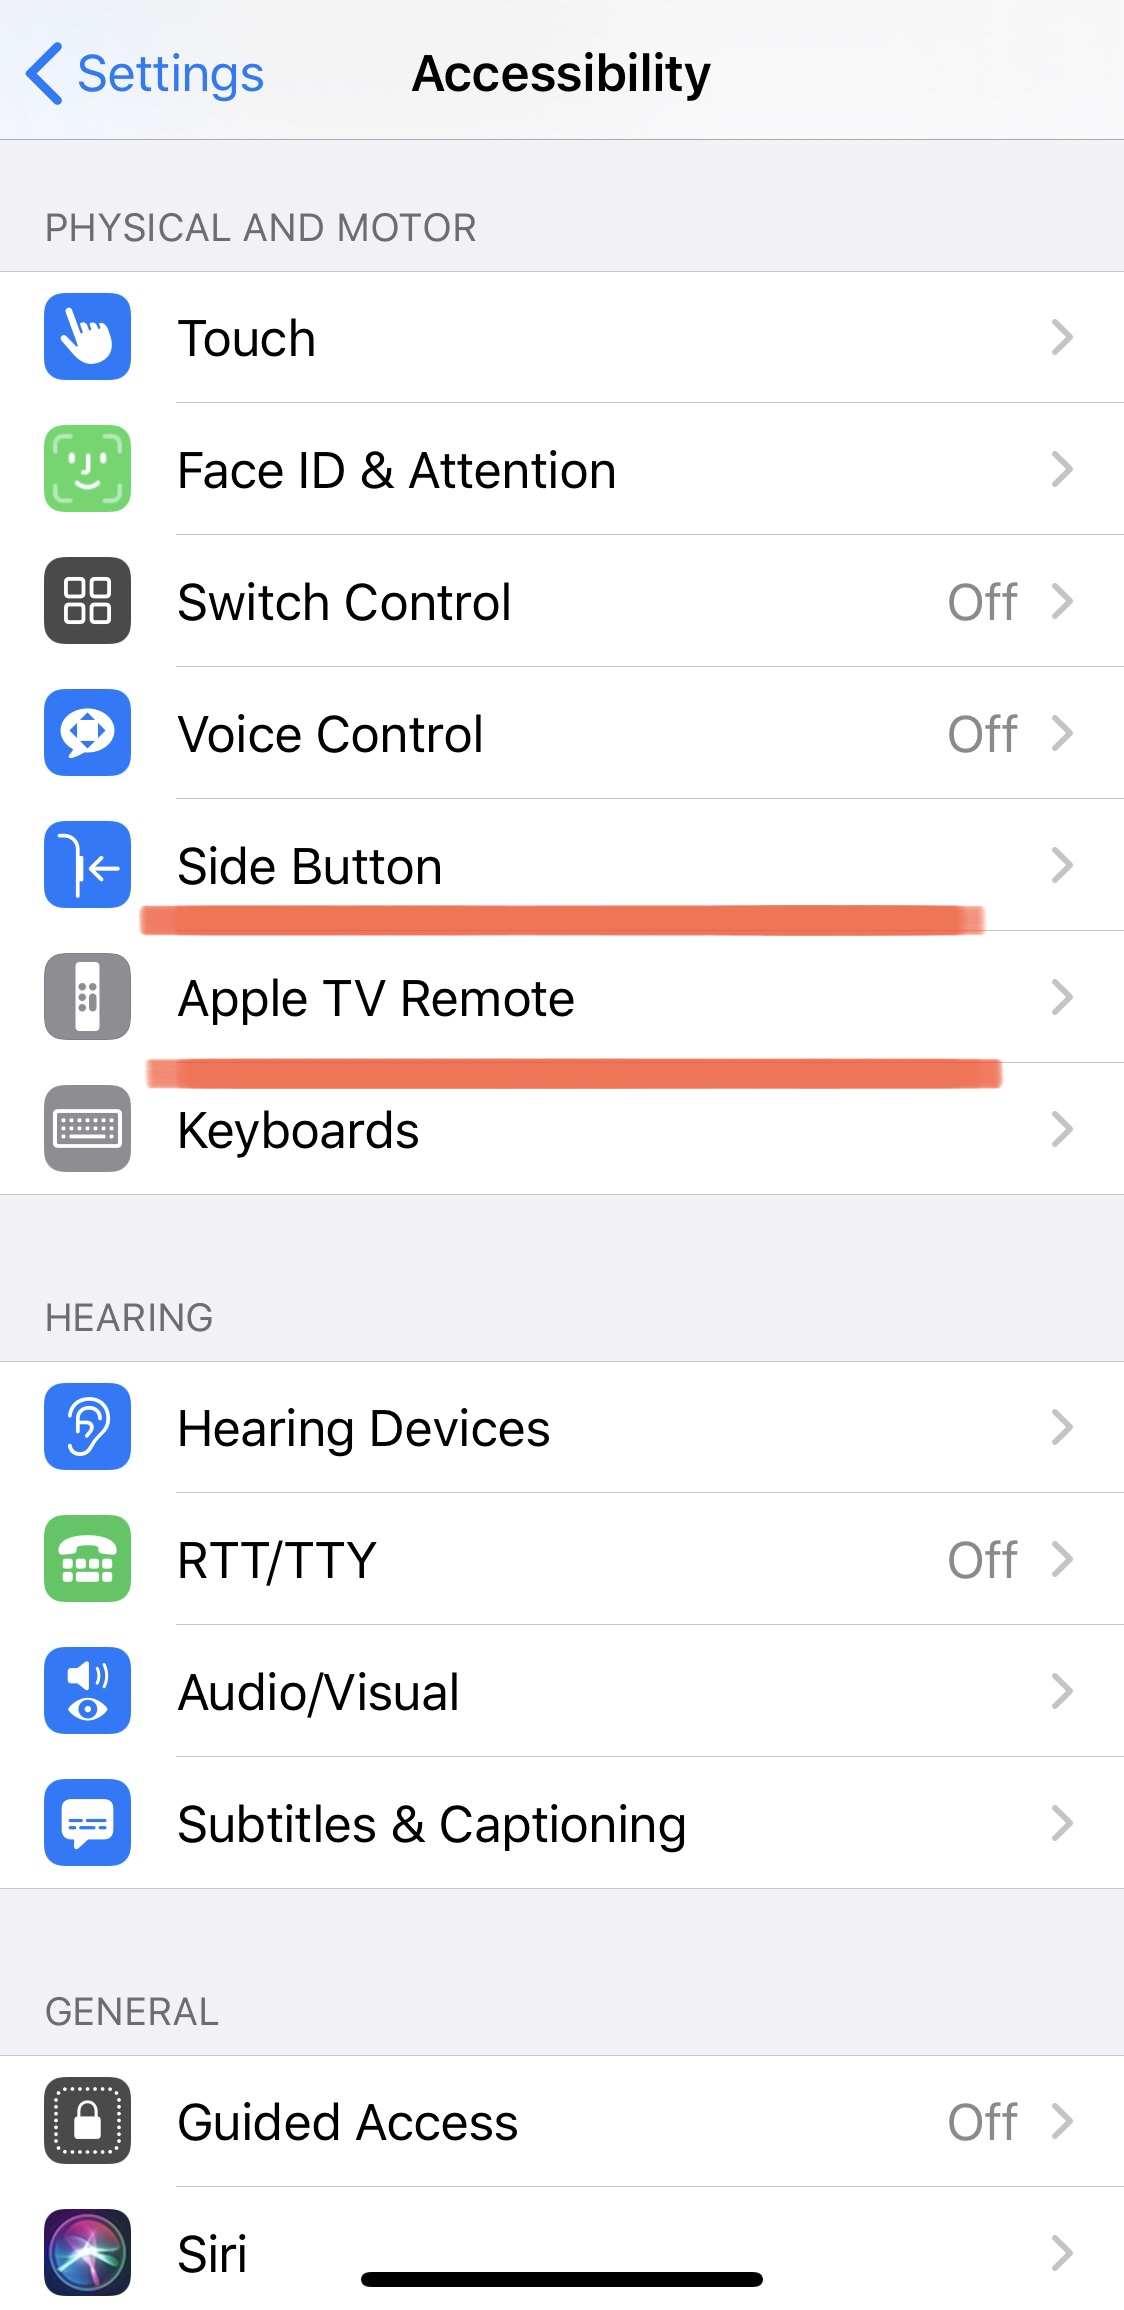 Settings
Accessibility
PHYSICAL AND MOTOR
Touch
Face ID & Attention
Switch Control Off
Voice Control Off
Side Button
Apple TV Remote
Keyboards
HEARING
Hearing Devices
RTT/TTY Off
Audio/Visual
Subtitles & Captioning
GENERAL
Guided Access Off
Siri